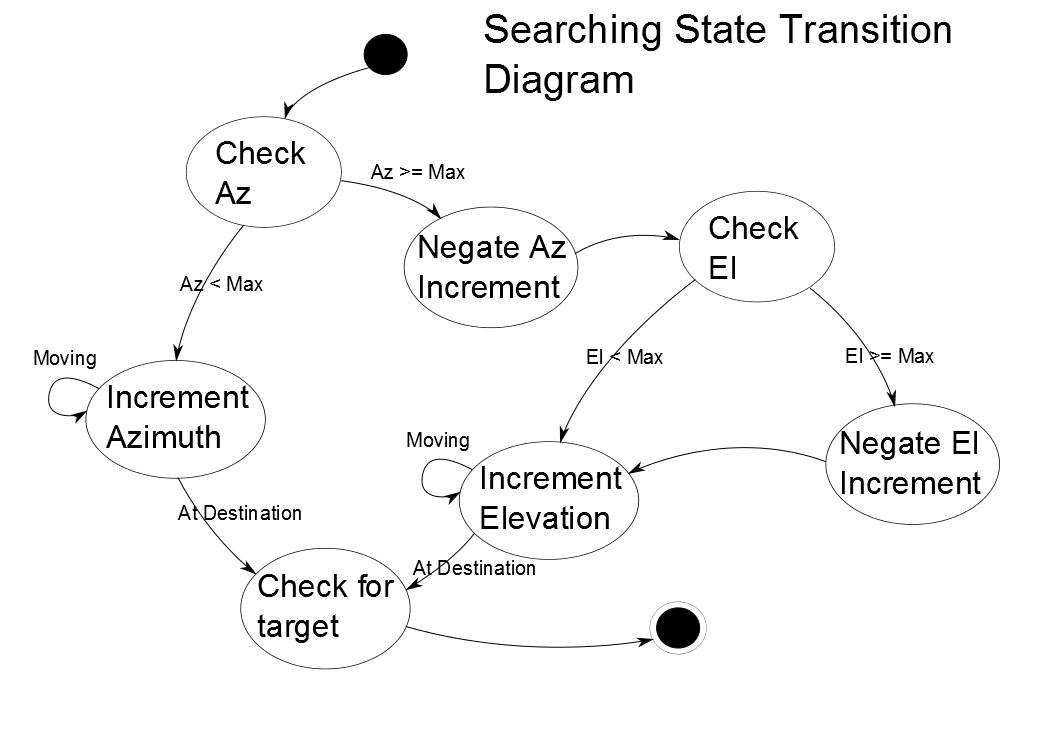 Searching State Transition
Diagram
Check
Az
Az >= Max
Negate Az
Increment
Check
El
Az < Max
El < Max
El >= Max
Moving
Increment
Azimuth
Moving
Increment
Elevation
Negate El
Increment
At Destination
At Destination
Check for
target